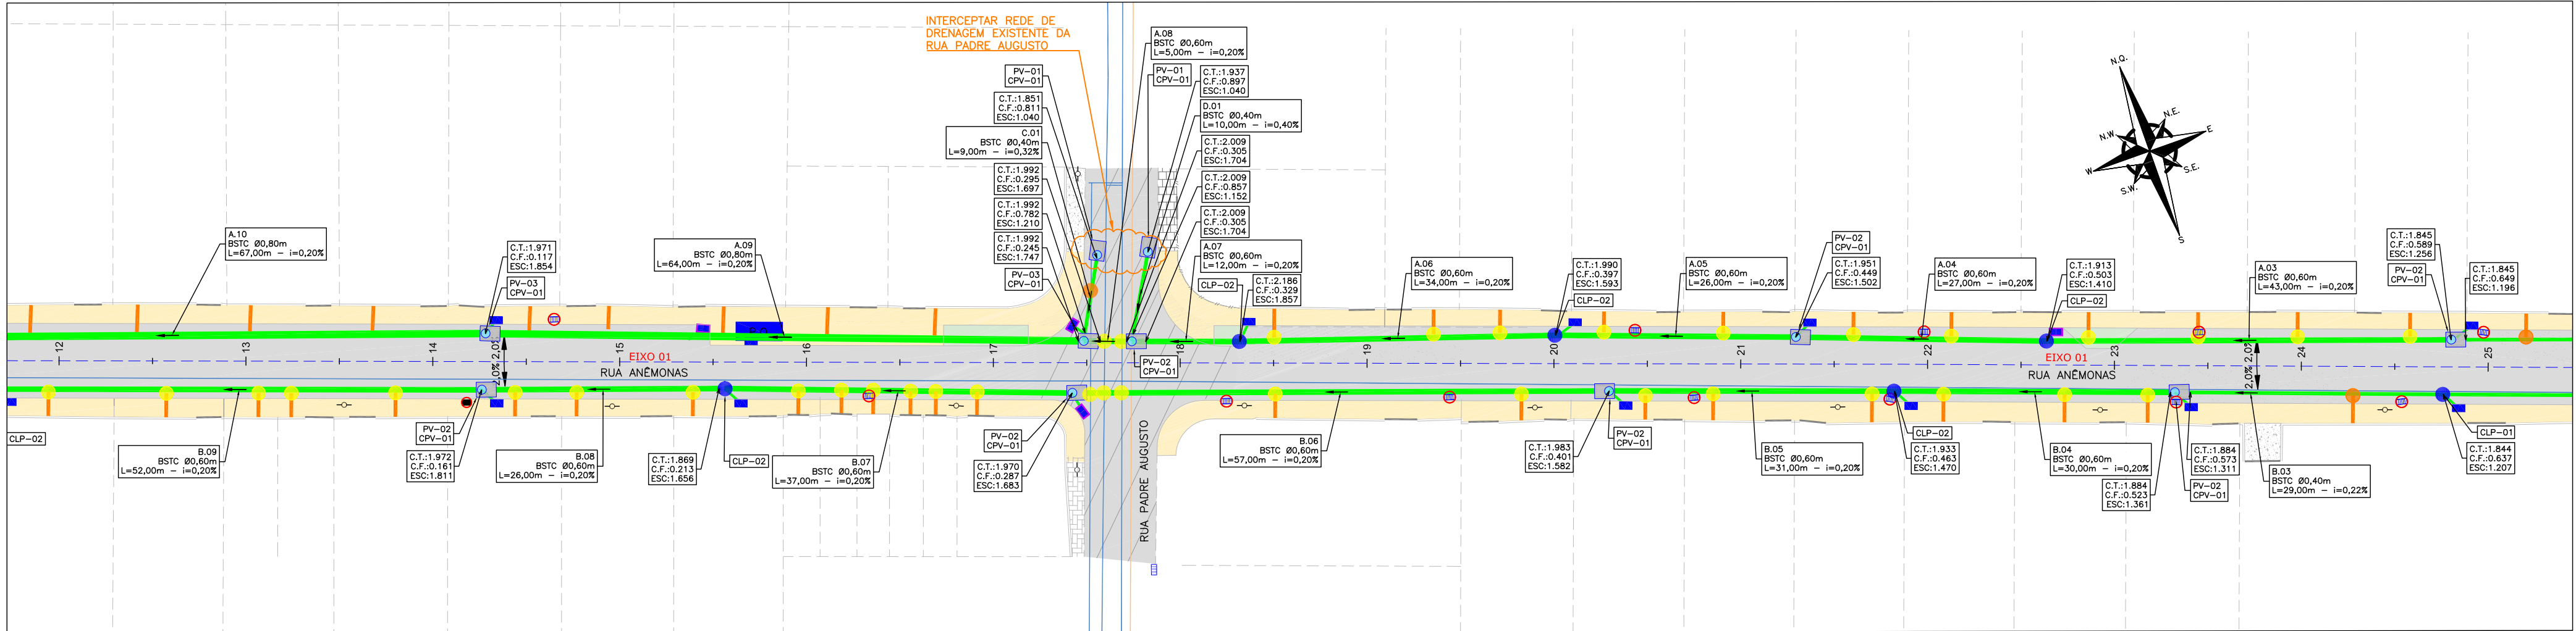 INTERCEPTAR REDE DE
DRENAGEM EXISTENTE DA
RUA PADRE AUGUSTO
A.08
BSTC Ø0,60m
L=5,00m - i=0,20%
PV-01
CPV-01
PV-01
CPV-01
C.T.:1.937
C.F.:0.897
ESC:1.040
C.T.:1.851
C.F.:0.811
ESC:1.040
D.01
BSTC Ø0,40m
L=10,00m - i=0,40%
C.01
BSTC Ø0,40m
L=9,00m - i=0,32%
C.T.:2.009
C.F.:0.305
ESC:1.704
C.T.:1.992
C.F.:0.295
ESC:1.697
C.T.:2.009
C.F.:0.857
ESC:1.152
C.T.:1.992
C.F.:0.782
ESC:1.210
C.T.:2.009
C.F.:0.305
ESC:1.704
C.T.:1.992
C.F.:0.245
ESC:1.747
A.07
BSTC Ø0,60m
L=12,00m - i=0,20%
PV-03
CPV-01
CLP-02
C.T.:2.186
C.F.:0.329
ESC:1.857
PV-02
CPV-01
A.10
BSTC Ø0,80m
L=67,00m - i=0,20%
C.T.:1.971
C.F.:0.117
ESC:1.854
PV-03
CPV-01
A.09
BSTC Ø0,80m
L=64,00m - i=0,20%
A.06
BSTC Ø0,60m
L=34,00m - i=0,20%
C.T.:1.990
C.F.:0.397
ESC:1.593
CLP-02
A.05
BSTC Ø0,60m
L=26,00m - i=0,20%
PV-02
CPV-01
C.T.:1.951
C.F.:0.449
ESC:1.502
A.04
BSTC Ø0,60m
L=27,00m - i=0,20%
C.T.:1.913
C.F.:0.503
ESC:1.410
CLP-02
A.03
BSTC Ø0,60m
L=43,00m - i=0,20%
C.T.:1.845
C.F.:0.589
ESC:1.256
PV-02
CPV-01
C.T.:1.845
C.F.:0.649
ESC:1.196
N.Q.
N.E.
E
S.E.
S
S.W.
W
N.W
12
13
14
15
16
17
18
19
20
21
22
23
24
25
2,0%
2,0%
EIXO 01
RUA ANÊMONAS
EIXO 01
RUA ANÊMONAS
2,0%
RUA PADRE AUGUSTO
CLP-02
B.09
BSTC Ø0,60m
L=52,00m - i=0,20%
PV-02
CPV-01
C.T.:1.972
C.F.:0.161
ESC:1.811
B.08
BSTC Ø0,60m
L=26,00m - i=0,20%
C.T.:1.869
C.F.:0.213
ESC:1.656
CLP-02
B.07
BSTC Ø0,60m
L=37,00m - i=0,20%
PV-02
CPV-01
C.T.:1.970
C.F.:0.287
ESC:1.683
B.06
BSTC Ø0,60m
L=57,00m - i=0,20%
C.T.:1.983
C.F.:0.401
ESC:1.582
PV-02
CPV-01
B.05
BSTC Ø0,60m
L=31,00m - i=0,20%
CLP-02
C.T.:1.933
C.F.:0.463
ESC:1.470
B.04
BSTC Ø0,60m
L=30,00m - i=0,20%
C.T.:1.884
C.F.:0.523
ESC:1.361
C.T.:1.884
C.F.:0.573
ESC:1.311
PV-02
CPV-01
B.03
BSTC Ø0,40m
L=29,00m - i=0,22%
CLP-01
C.T.:1.844
C.F.:0.637
ESC:1.207